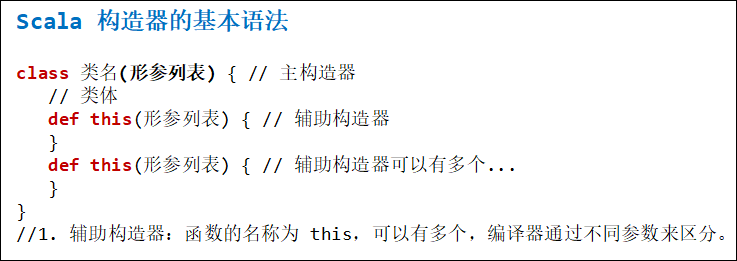 Scala 构造器的基本语法
class 类名(形参列表) { // 主构造器
// 类体
def this(形参列表) { // 辅助构造器
}
def this(形参列表) { // 辅助构造器可以有多个...
}
}
//1. 辅助构造器：函数的名称为 this，可以有多个，编译器通过不同参数来区分。